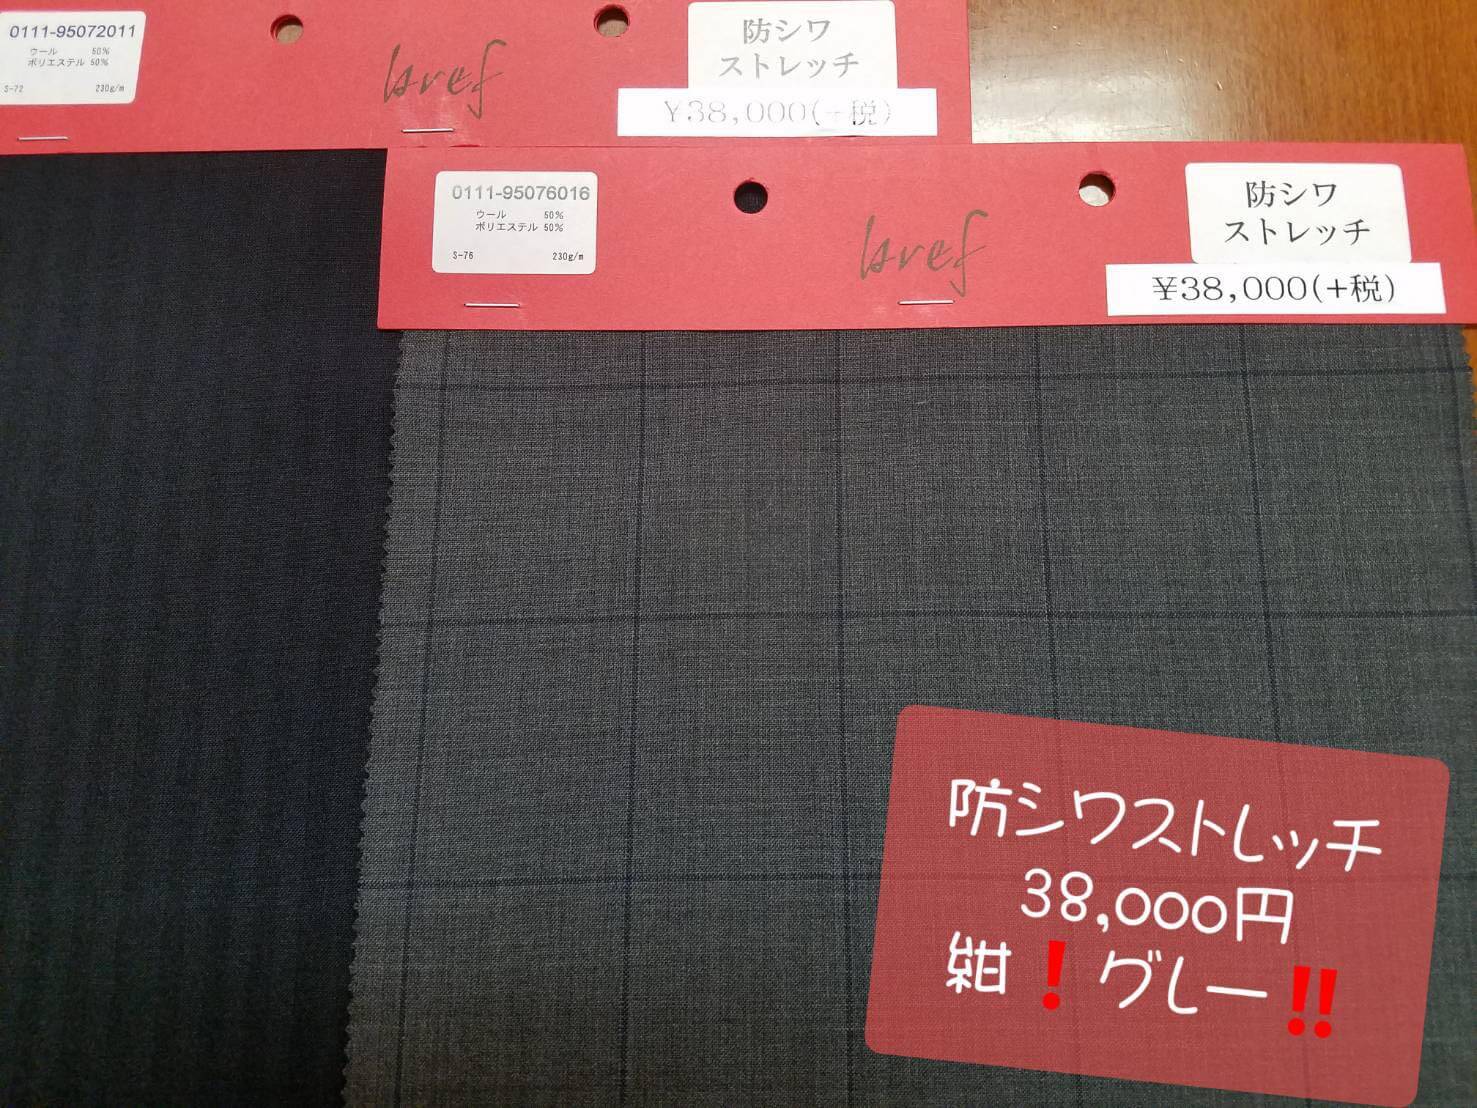 0111-95072011
ウール 50%
ポリエステル 50%
S-72 230g/m
href
防シワ
ストレッチ
¥38,000(+税)
0111-95076016
ウール 50%
ポリエステル 50%
S-76 230g/m
href
防シワ
ストレッチ
¥38,000(+税)
防シワストレッチ
38,000円
紺❗グレー‼